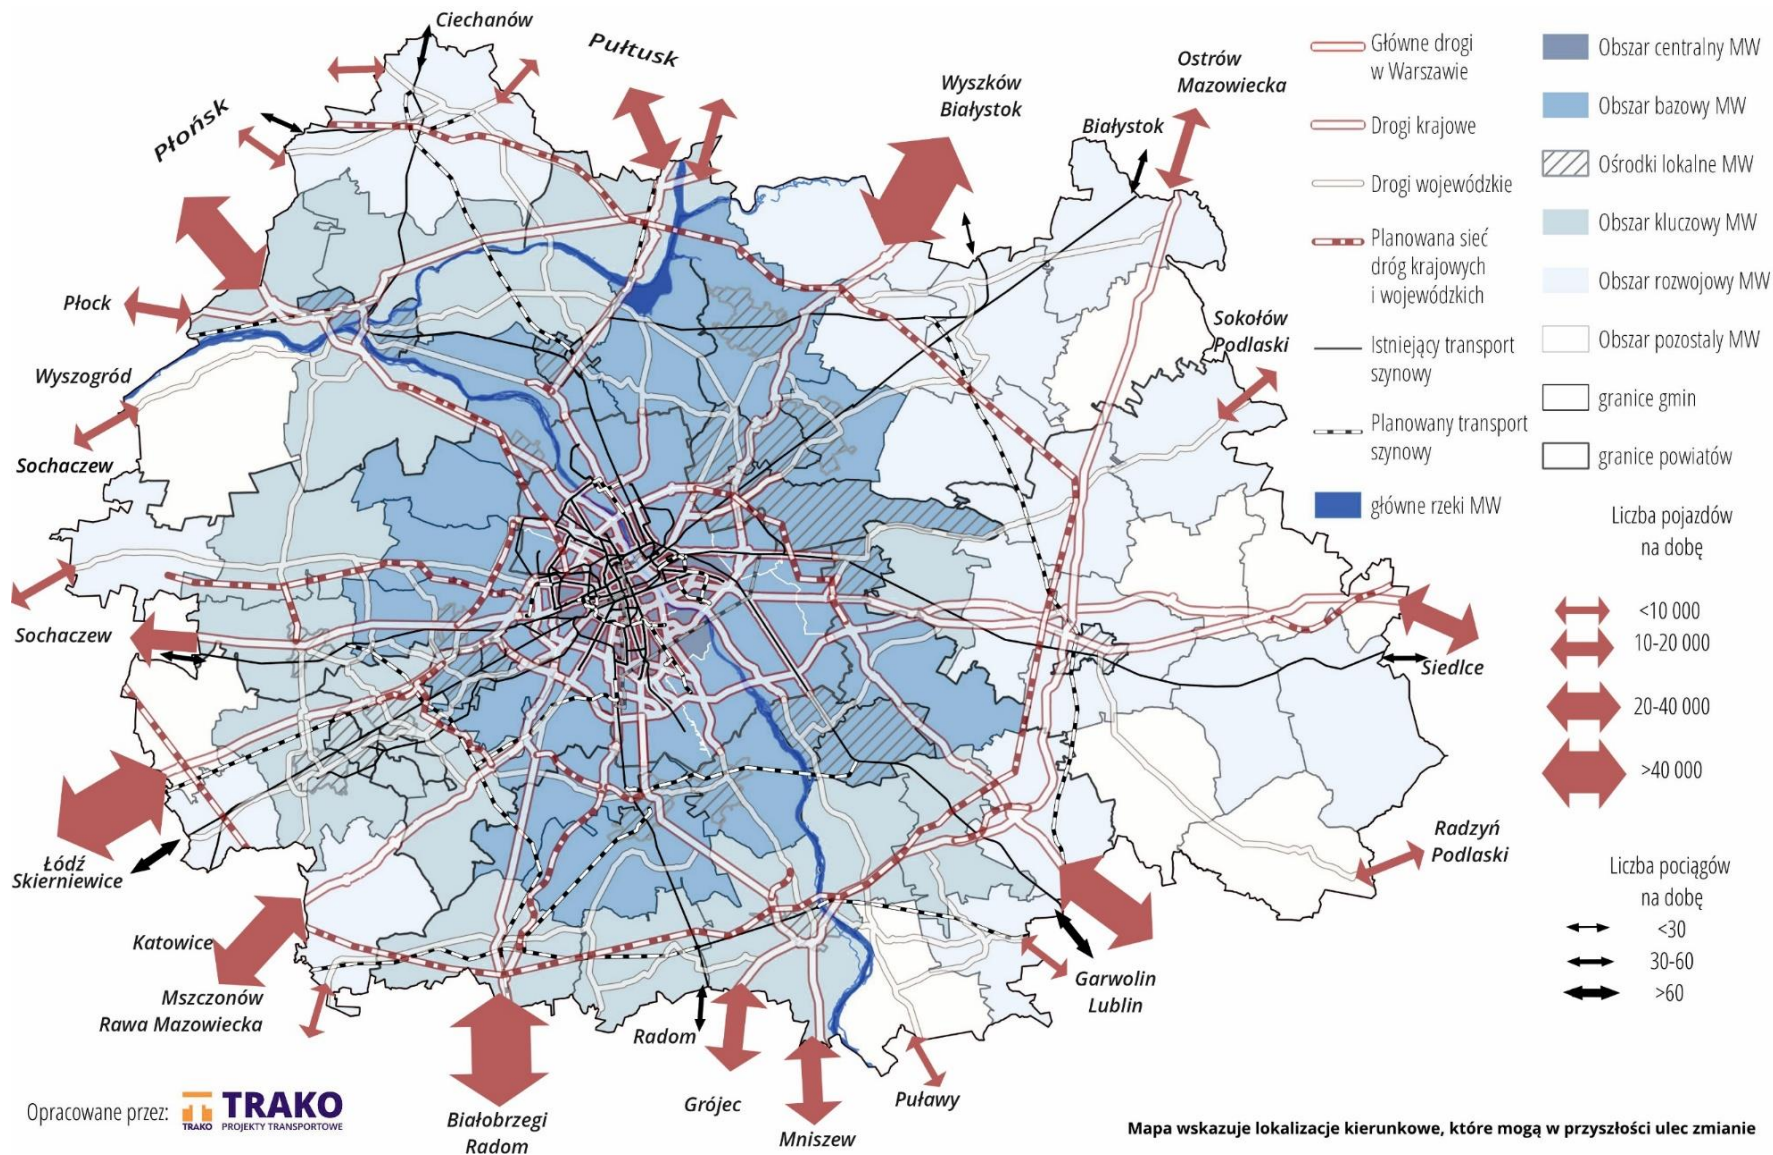 Ciechanów
Pułtusk
Płońsk
Wyszków
Białystok
Ostrów
Mazowiecka
Białystok
Płock
Wyszogród
Sochaczew
Sokołów
Podlaski
Sochaczew
Siedlce
Łódź
Skierniewice
Radzyń
Podlaski
Katowice
Mszczonów
Rawa Mazowiecka
Garwolin
Lublin
Radom
Białobrzegi
Radom
Grójec
Mniszew
Puławy
Główne drogi
w Warszawie
Drogi krajowe
Drogi wojewódzkie
Planowana sieć
dróg krajowych
i wojewódzkich
Istniejący transport
szynowy
Planowany transport
szynowy
główne rzeki MW
Obszar centralny MW
Obszar bazowy MW
Ośrodki lokalne MW
Obszar kluczowy MW
Obszar rozwojowy MW
Obszar pozostaly MW
granice gmin
granice powiatów
Liczba pojazdów
na dobę
<10 000
10-20 000
20-40 000
>40 000
Liczba pociągów
na dobę
<30
30-60
>60
Opracowane przez:
TRAKO
TRAKO
PROJEKTY TRANSPORTOWE
Mapa wskazuje lokalizacje kierunkowe, które mogą w przyszłości ulec zmianie